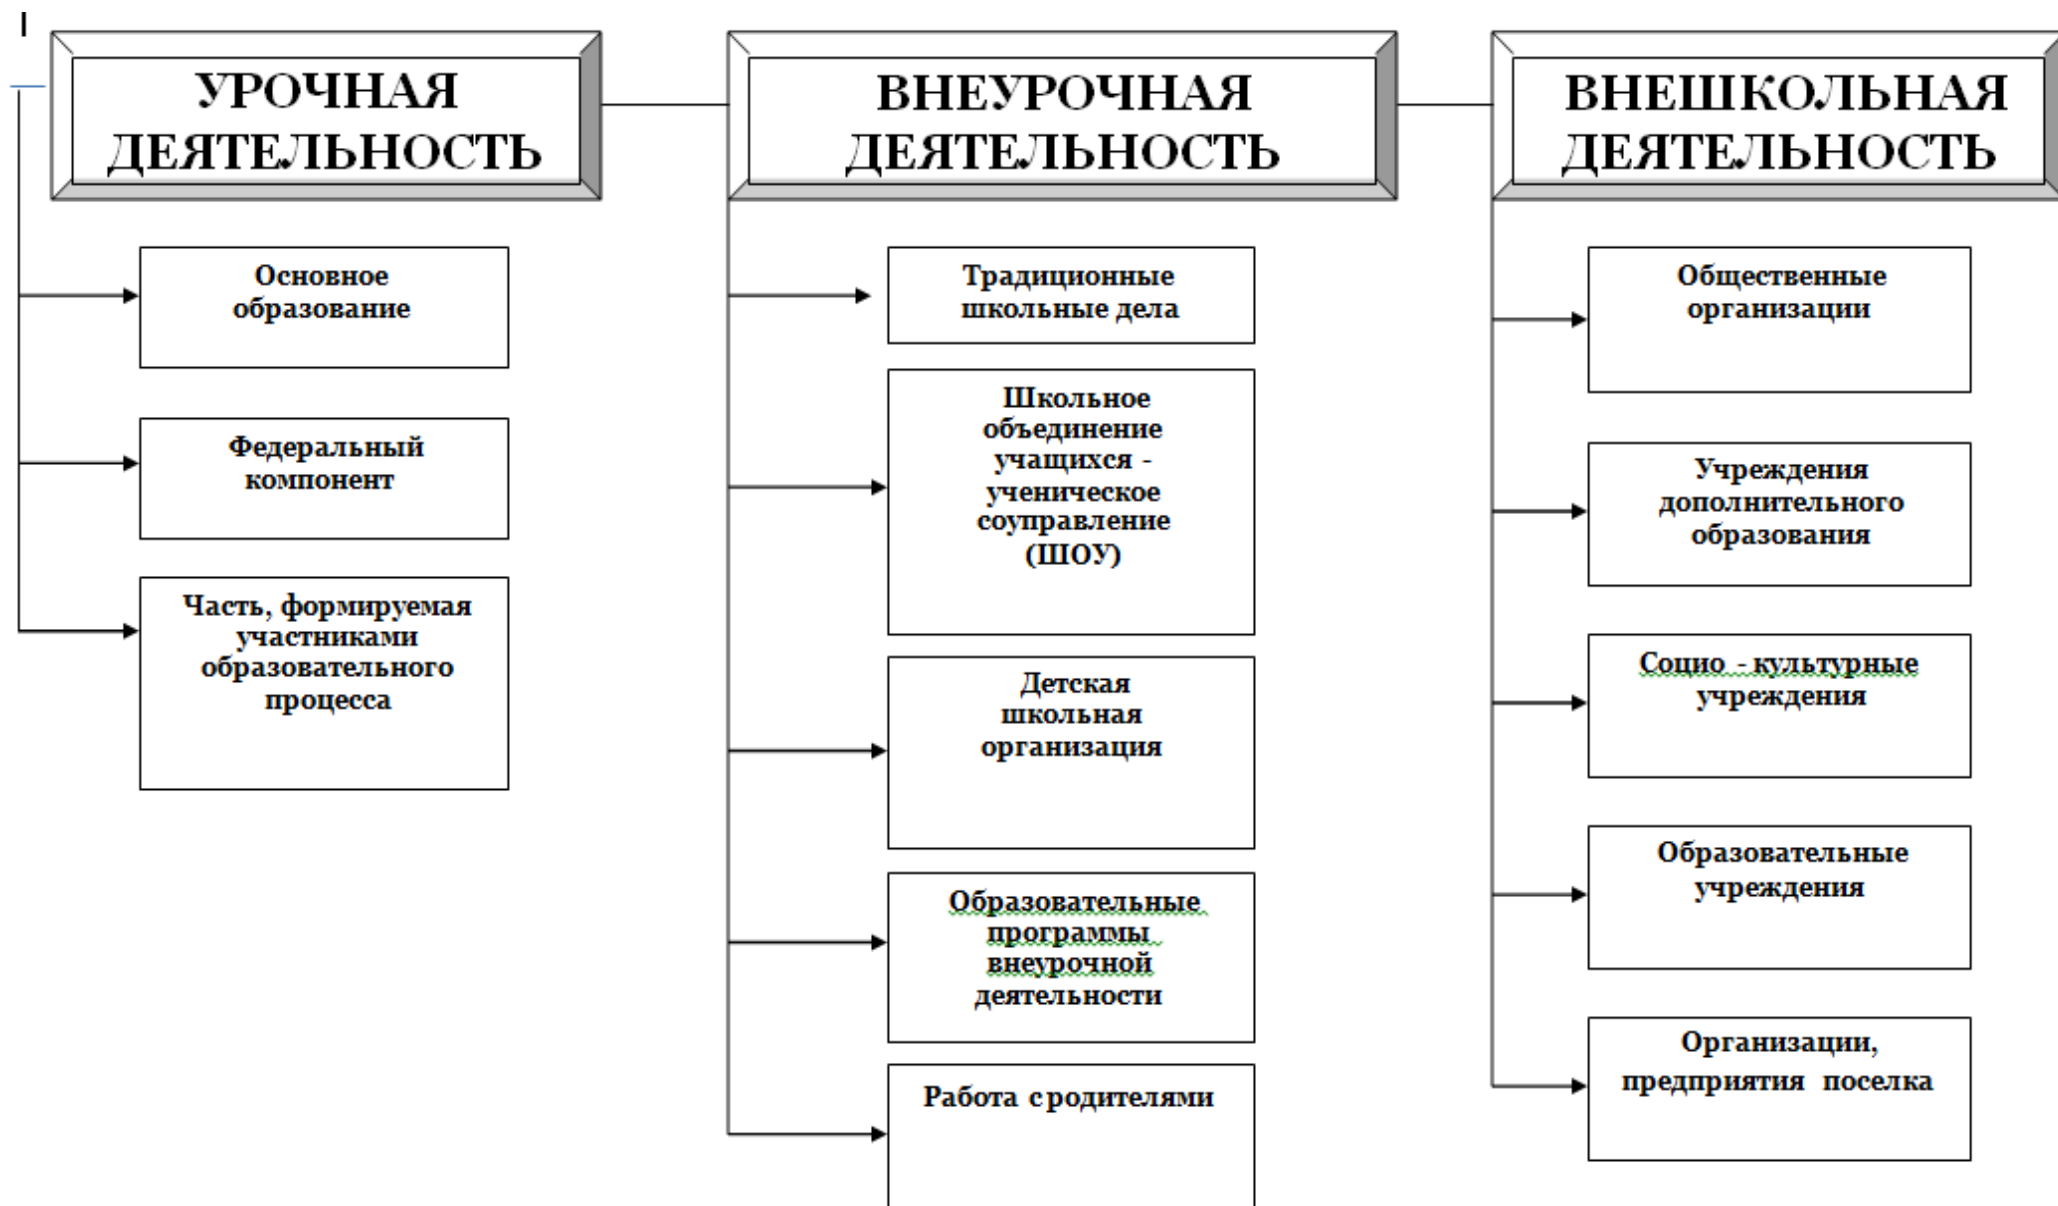 УРОЧНАЯ
ДЕЯТЕЛЬНОСТЬ
Основное
образование
Федеральный
компонент
Часть, формируемая
участниками
образовательного
процесса
ВНЕУРОЧНАЯ
ДЕЯТЕЛЬНОСТЬ
Традиционные
школьные дела
Школьное
объединение
учащихся -
ученическое
соуправление
(ШОУ)
Детская
школьная
организация
Образовательные
программы
внеурочной
деятельности
Работа с родителями
ВНЕШКОЛЬНАЯ
ДЕЯТЕЛЬНОСТЬ
Общественные
организации
Учреждения
дополнительного
образования
Социо - культурные
учреждения
Образовательные
учреждения
Организации,
предприятия поселка